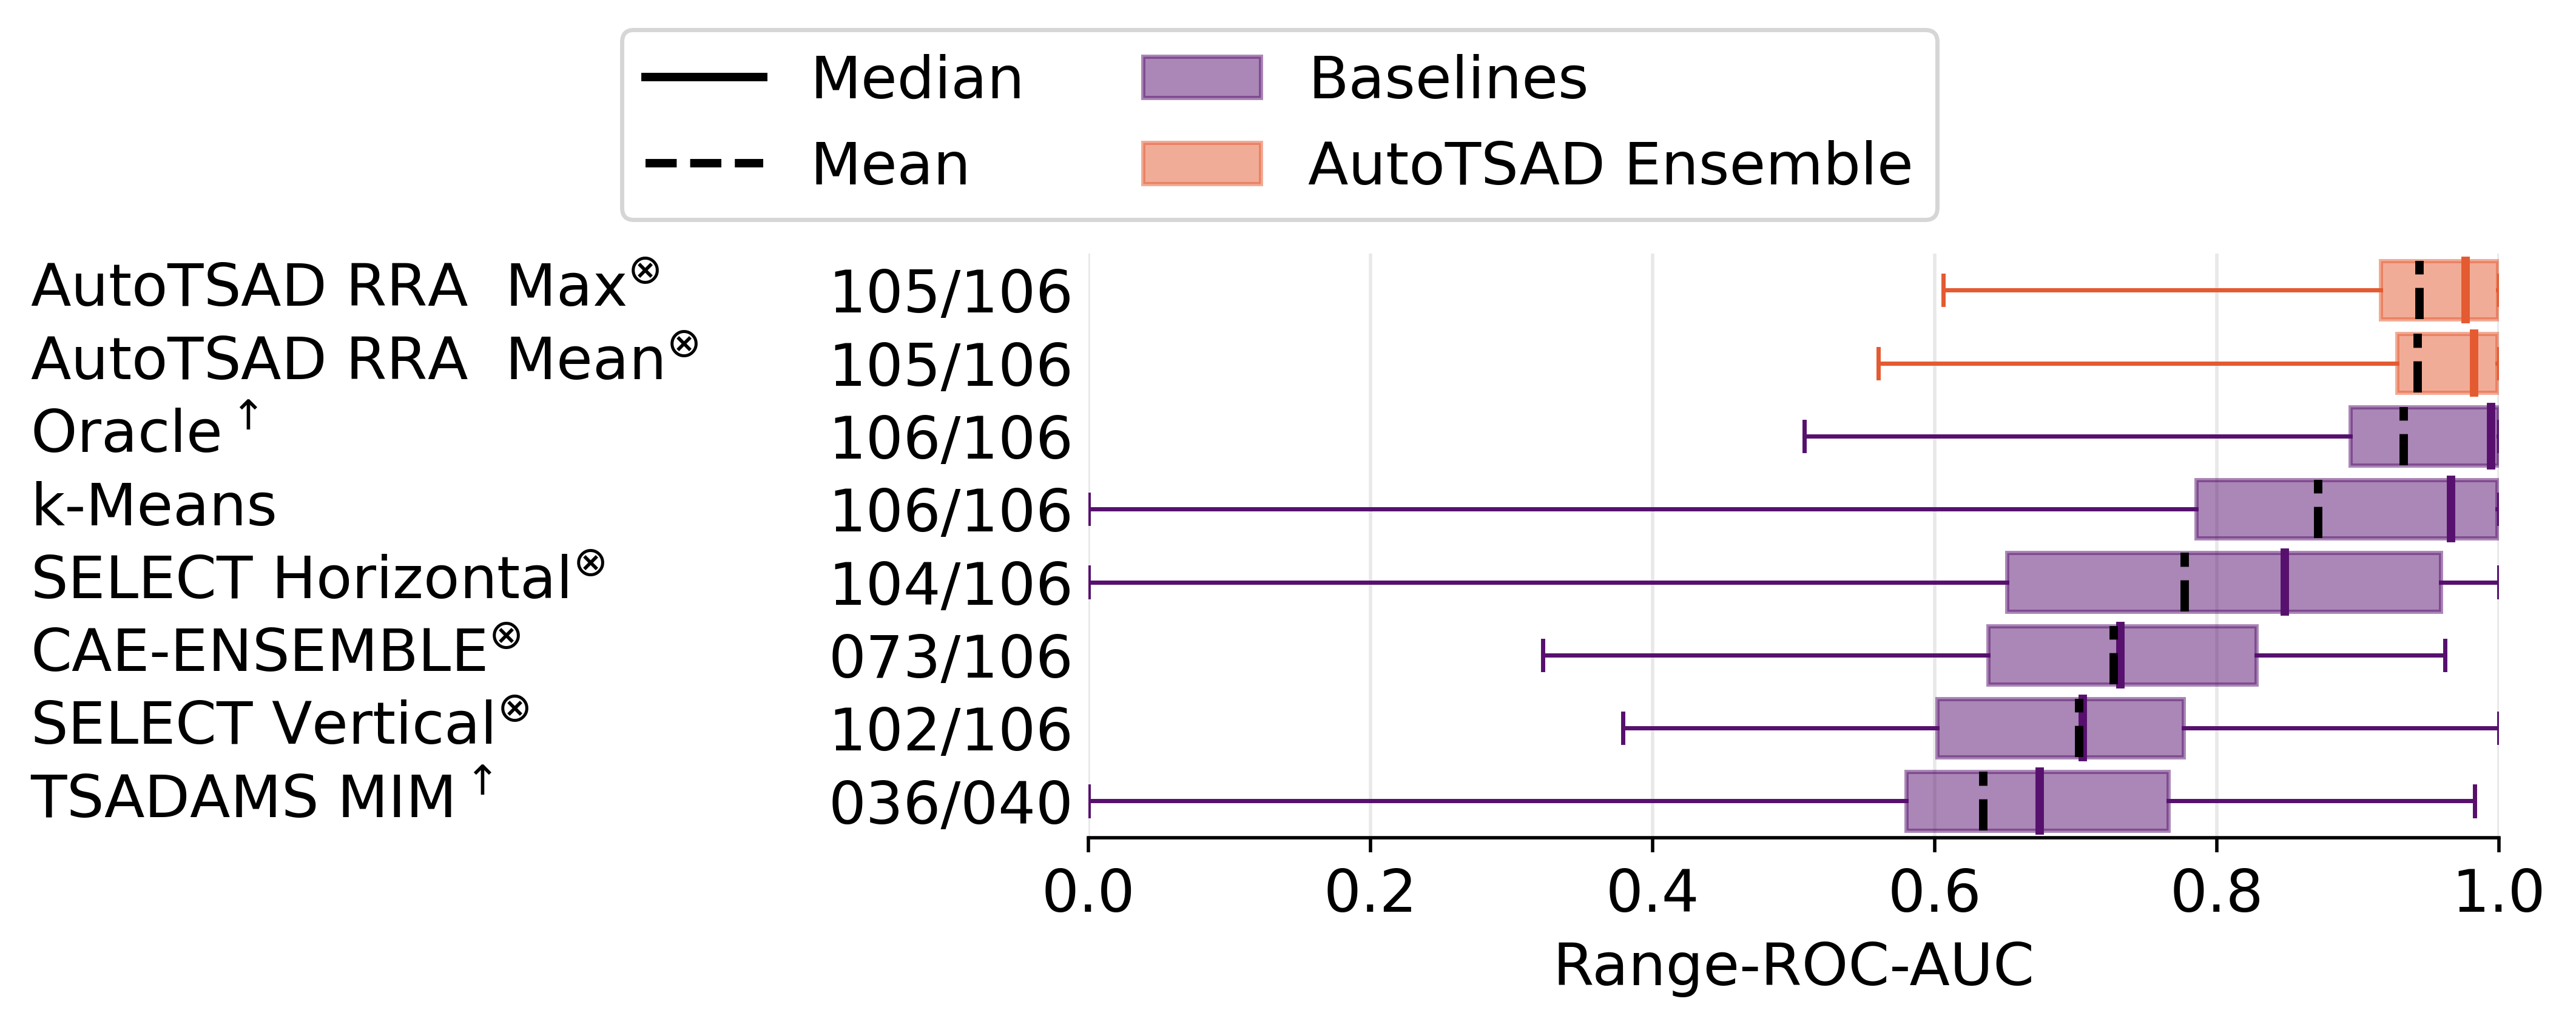 Median
Baselines
Mean
AutoTSAD Ensemble
AutoTSAD RRA Max⊗ 105/106
AutoTSAD RRA Mean⊗ 105/106
Oracle ↑ 106/106
k-Means 106/106
SELECT Horizontal⊗ 104/106
CAE-ENSEMBLE⊗ 073/106
SELECT Vertical⊗ 102/106
TSADAMS MIM ↑ 036/040
0.0 0.2 0.4 0.6 0.8 1.0
Range-ROC-AUC